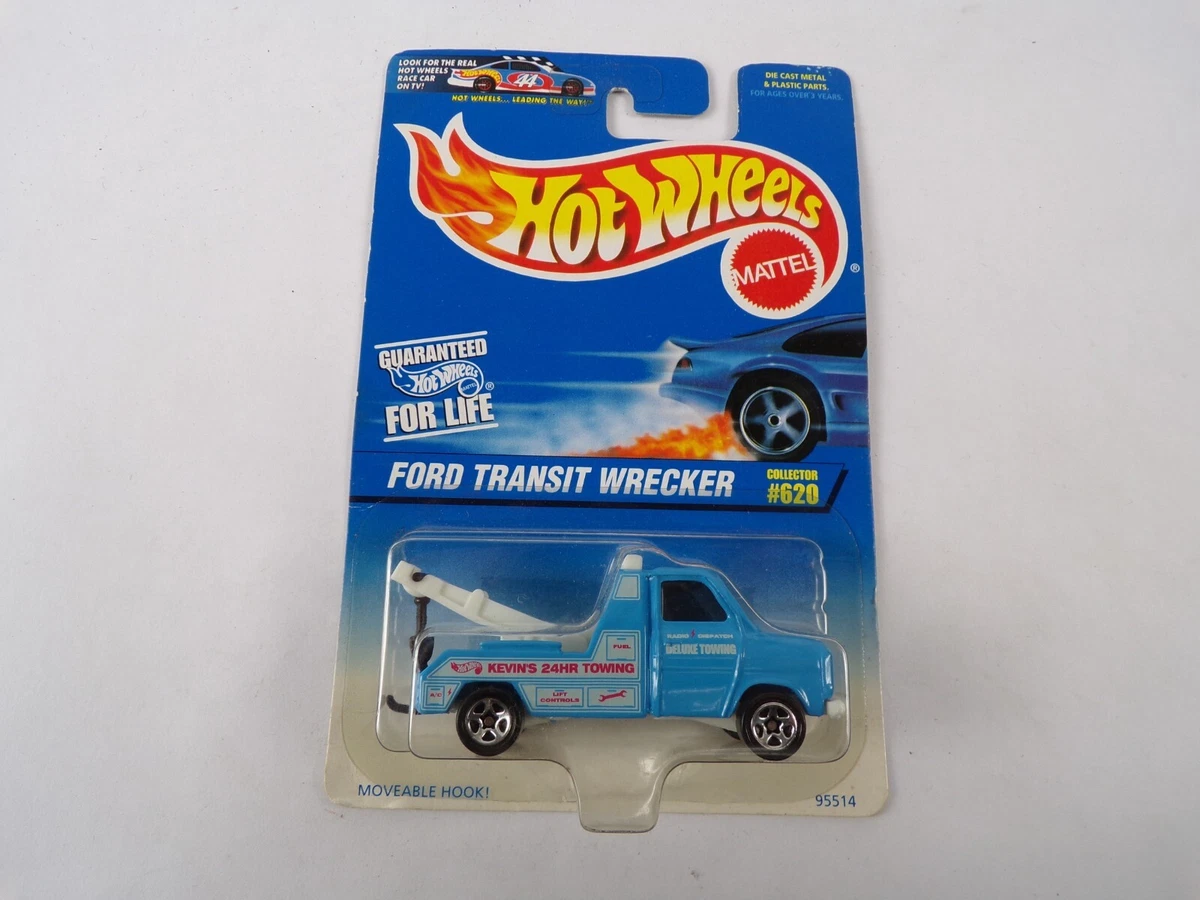 LOOK FOR THE REAL
HOT WHEELS
RACE CAR
ON TV!
44
HOT WHEELS... LEADING THE WAY!
DIE CAST METAL
& PLASTIC PARTS.
FOR AGES OVER 3 YEARS.
HOT WHEELS
MATTEL
®
GUARANTEED
HOT WHEELS
MATTEL
®
FOR LIFE
FORD TRANSIT WRECKER
COLLECTOR
#620
RADIO DISPATCH
DELUXE TOWING
FUEL
KEVIN'S 24HR TOWING
A/C
LIFT
CONTROLS
MOVEABLE HOOK!
95514